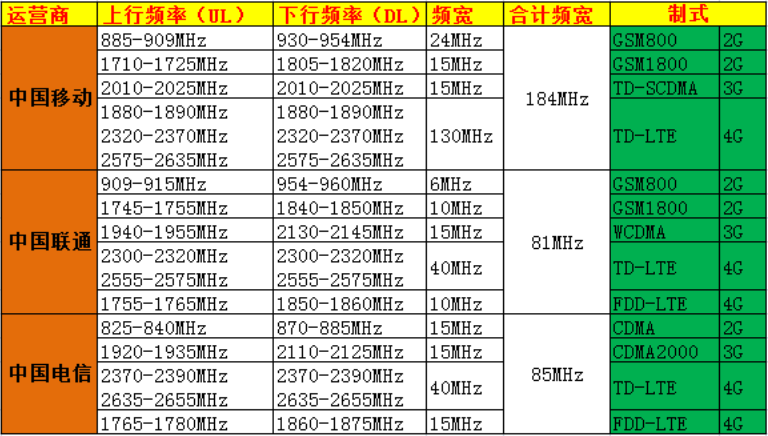 运营商 上行频率（UL） 下行频率（DL） 频宽 合计频宽 制式
中国移动 885-909MHz 930-954MHz 24MHz 184MHz GSM800 2G
1710-1725MHz 1805-1820MHz 15MHz GSM1800 2G
2010-2025MHz 2010-2025MHz 15MHz TD-SCDMA 3G
1880-1890MHz 1880-1890MHz 130MHz TD-LTE 4G
2320-2370MHz 2320-2370MHz
2575-2635MHz 2575-2635MHz
中国联通 909-915MHz 954-960MHz 6MHz 81MHz GSM800 2G
1745-1755MHz 1840-1850MHz 10MHz GSM1800 2G
1940-1955MHz 2130-2145MHz 15MHz WCDMA 3G
2300-2320MHz 2300-2320MHz 40MHz TD-LTE 4G
2555-2575MHz 2555-2575MHz
1755-1765MHz 1850-1860MHz 10MHz FDD-LTE 4G
中国电信 825-840MHz 870-885MHz 15MHz 85MHz CDMA 2G
1920-1935MHz 2110-2125MHz 15MHz CDMA2000 3G
2370-2390MHz 2370-2390MHz 40MHz TD-LTE 4G
2635-2655MHz 2635-2655MHz
1765-1780MHz 1860-1875MHz 15MHz FDD-LTE 4G